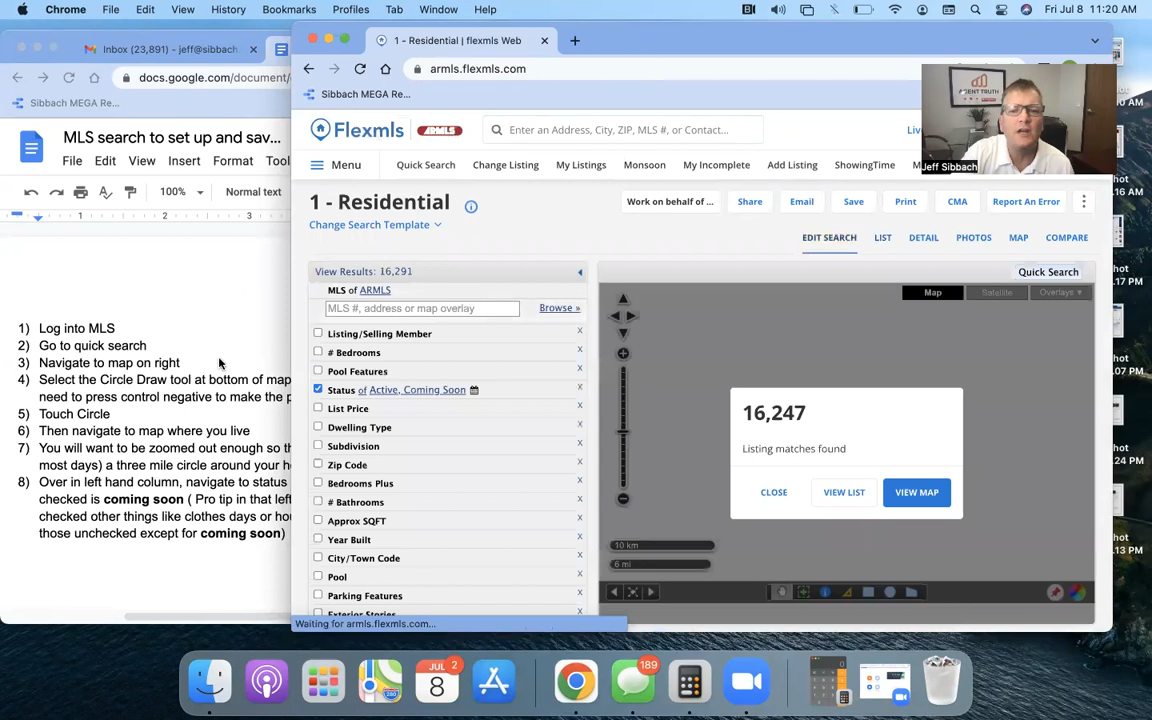 Chrome File Edit View History Bookmarks Profiles Tab Window Help Fri Jul 8 11:20 AM
Inbox (23,891) - jeff@sibbach
docs.google.com/document/
Sibbach MEGA Re...
MLS search to set up and sav...
File Edit View Insert Format Tools
100% Normal text
1 2 3
1) Log into MLS
2) Go to quick search
3) Navigate to map on right
4) Select the Circle Draw tool at bottom of map
need to press control negative to make the p
5) Touch Circle
6) Then navigate to map where you live
7) You will want to be zoomed out enough so th
most days) a three mile circle around your h
8) Over in left hand column, navigate to status
checked is coming soon ( Pro tip in that left
checked other things like clothes days or hou
those unchecked except for coming soon)
1 - Residential | flexmls Web
armls.flexmls.com
Sibbach MEGA Re...
Flexmls ARMLS Enter an Address, City, ZIP, MLS #, or Contact...
Menu Quick Search Change Listing My Listings Monsoon My Incomplete Add Listing ShowingTime
1 - Residential Work on behalf of ... Share Email Save Print CMA Report An Error
Change Search Template
EDIT SEARCH LIST DETAIL PHOTOS MAP COMPARE
View Results: 16,291
MLS of ARMLS
MLS #, address or map overlay Browse »
Listing/Selling Member x
# Bedrooms x
Pool Features x
Status of Active, Coming Soon x
List Price x
Dwelling Type x
Subdivision x
Zip Code x
Bedrooms Plus x
# Bathrooms x
Approx SQFT x
Year Built x
City/Town Code x
Pool x
Parking Features x
Exterior Stories
Waiting for armls.flexmls.com...
Quick Search
Map Satellite Overlays
16,247
Listing matches found
CLOSE VIEW LIST VIEW MAP
10 km
6 mi
AGENT TRUTH
Jeff Sibbach
JUL 2
8
189